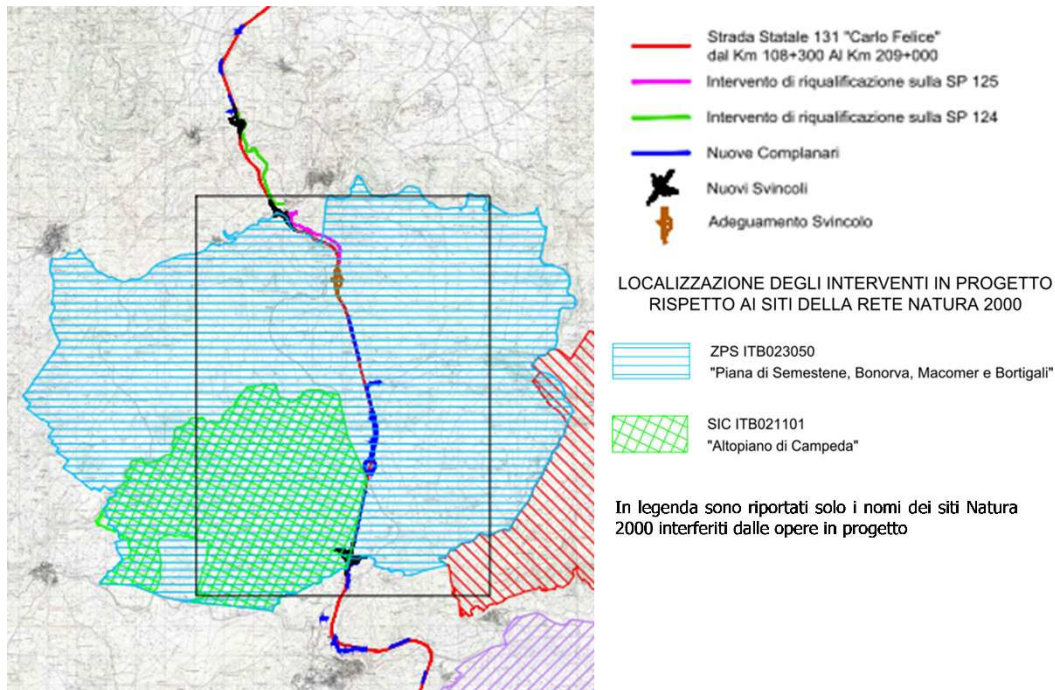 Strada Statale 131 "Carlo Felice"
dal Km 108+300 Al Km 209+000
Intervento di riqualificazione sulla SP 125
Intervento di riqualificazione sulla SP 124
Nuove Complanari
Nuovi Svincoli
Adeguamento Svincolo
LOCALIZZAZIONE DEGLI INTERVENTI IN PROGETTO
RISPETTO AI SITI DELLA RETE NATURA 2000
ZPS ITB023050
"Piana di Semestene, Bonorva, Macomer e Bortigali"
SIC ITB021101
"Altopiano di Campeda"
In legenda sono riportati solo i nomi dei siti Natura
2000 interferiti dalle opere in progetto